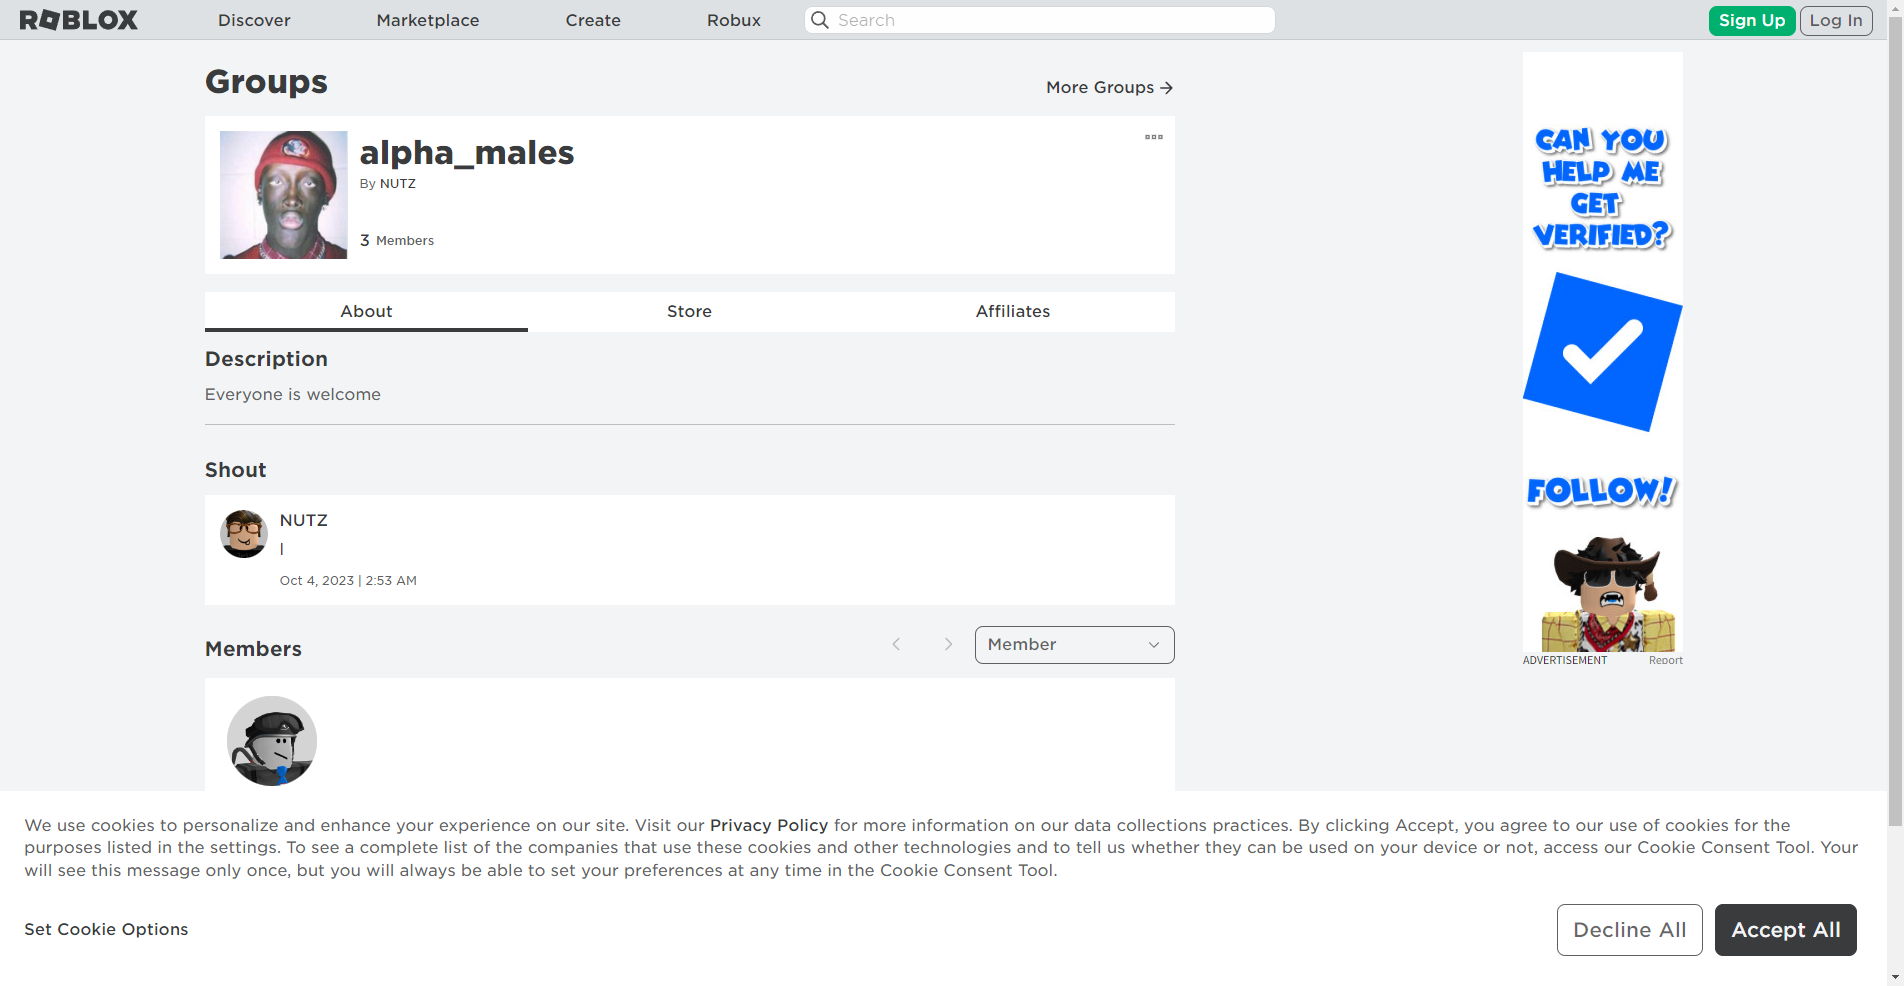 ROBLOX
Discover
Marketplace
Create
Robux
Search
Sign Up
Log In
Groups
More Groups
alpha_males
By NUTZ
3 Members
About
Store
Affiliates
Description
Everyone is welcome
Shout
NUTZ
|
Oct 4, 2023 | 2:53 AM
Members
Member
CAN YOU
HELP ME
GET
VERIFIED?
FOLLOW!
ADVERTISEMENT
Report
We use cookies to personalize and enhance your experience on our site. Visit our Privacy Policy for more information on our data collections practices. By clicking Accept, you agree to our use of cookies for the
purposes listed in the settings. To see a complete list of the companies that use these cookies and other technologies and to tell us whether they can be used on your device or not, access our Cookie Consent Tool. Your
will see this message only once, but you will always be able to set your preferences at any time in the Cookie Consent Tool.
Set Cookie Options
Decline All
Accept All